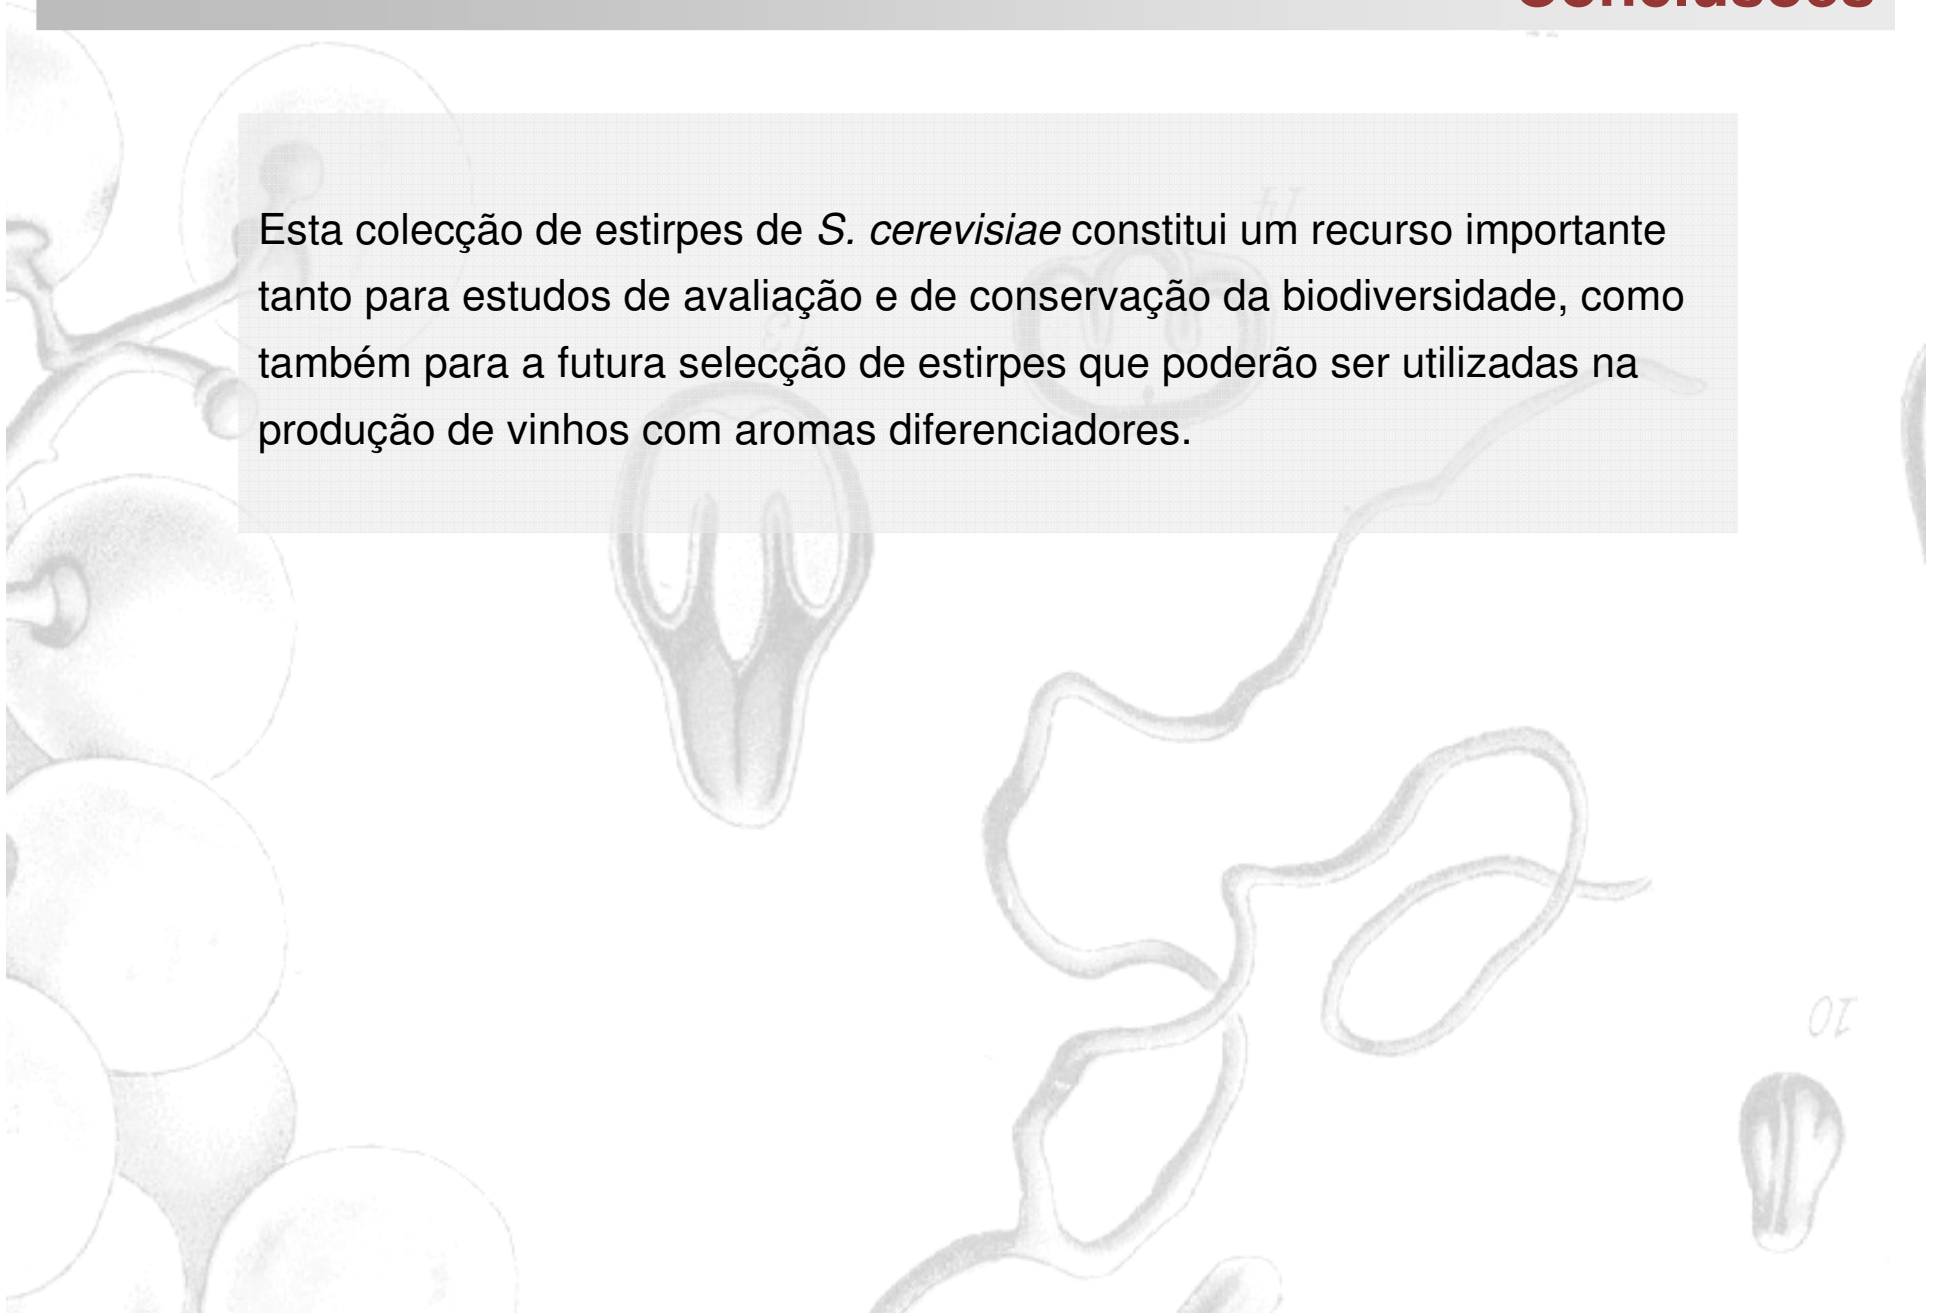 Conclusões
Esta colecção de estirpes de S. cerevisiae constitui um recurso importante
tanto para estudos de avaliação e de conservação da biodiversidade, como
também para a futura selecção de estirpes que poderão ser utilizadas na
produção de vinhos com aromas diferenciadores.
10